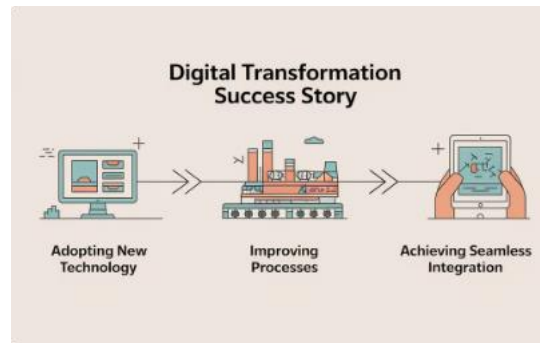 Digital Transformation
Success Story
Adopting New
Technology
Improving
Processes
Achieving Seamless
Integration